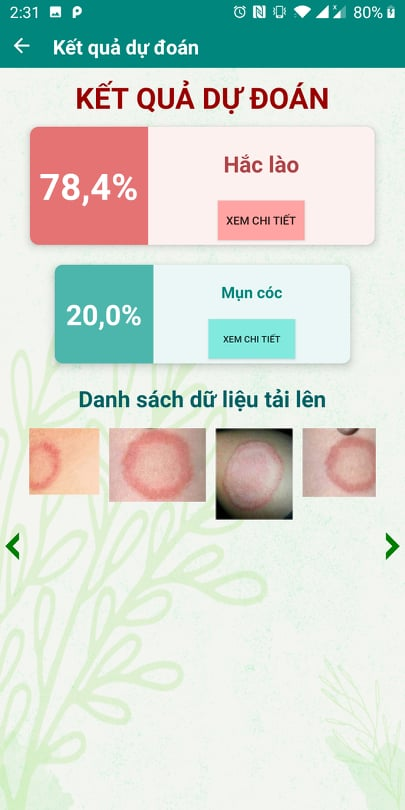 2:31 P 80%
Kết quả dự đoán
KẾT QUẢ DỰ ĐOÁN
78,4%
Hắc lào
XEM CHI TIẾT
20,0%
Mụn cóc
XEM CHI TIẾT
Danh sách dữ liệu tải lên